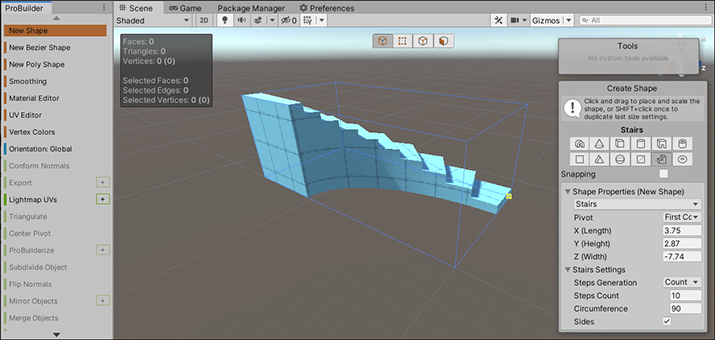 ProBuilder
New Shape
New Bezier Shape
New Poly Shape
Smoothing
Material Editor
UV Editor
Vertex Colors
Orientation: Global
Conform Normals
Export
Lightmap UVs
Triangulate
Center Pivot
ProBuilderize
Subdivide Object
Flip Normals
Mirror Objects
Merge Objects
Scene
Game
Package Manager
Preferences
Shaded
2D
0
Gizmos
All
Faces: 0
Triangles: 0
Vertices: 0 (0)
Selected Faces: 0
Selected Edges: 0
Selected Vertices: 0 (0)
Tools
No custom tools available
z
Create Shape
Click and drag to place and scale the
shape, or SHIFT+click once to
duplicate last size settings.
Stairs
Snapping
Shape Properties (New Shape)
Stairs
Pivot First Co
X (Length) 3.75
Y (Height) 2.87
Z (Width) -7.74
Stairs Settings
Steps Generation Count
Steps Count 10
Circumference 90
Sides